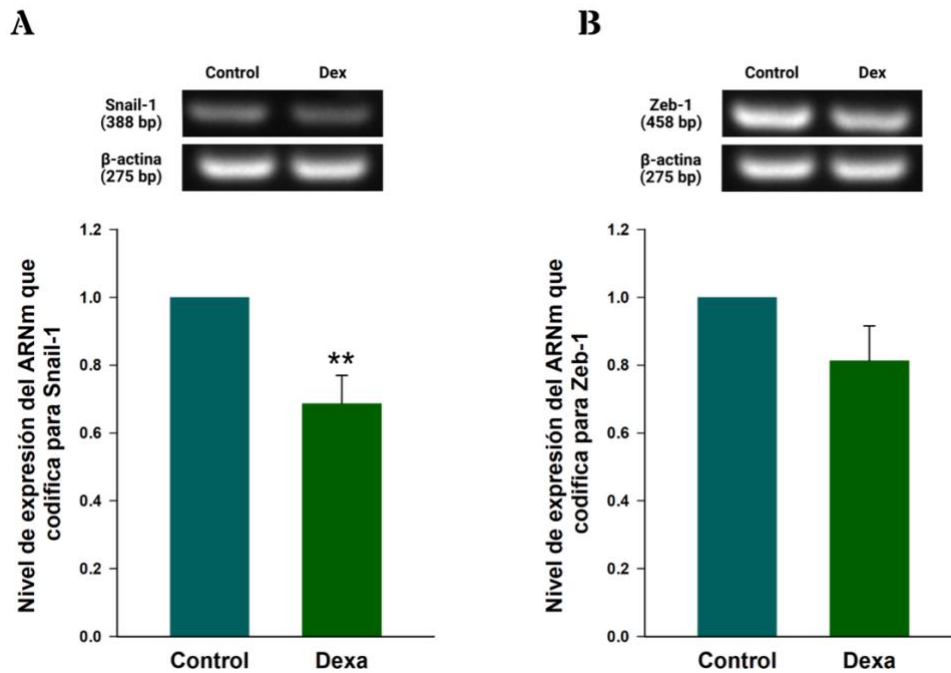 A
Control Dex
Snail-1
(388 bp)
β-actina
(275 bp)
Nivel de expresión del ARNm que
codifica para Snail-1
1.2
1.0
0.8
0.6
0.4
0.2
0.0
**
Control Dexa
B
Control Dex
Zeb-1
(458 bp)
β-actina
(275 bp)
Nivel de expresión del ARNm que
codifica para Zeb-1
1.2
1.0
0.8
0.6
0.4
0.2
0.0
Control Dexa